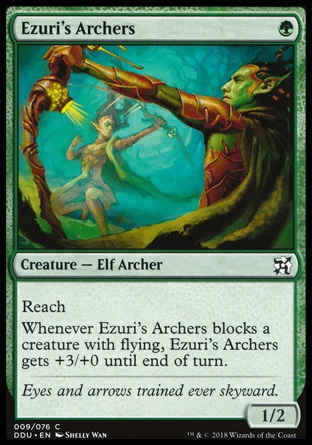 Ezuri's Archers
Creature — Elf Archer
Reach
Whenever Ezuri's Archers blocks
a creature with flying, Ezuri's Archers
gets +3/+0 until end of turn.
Eyes and arrows trained ever skyward.
1/2
009/076 C
DDU • EN Shelly Wan
™ & © 2018 Wizards of the Coast